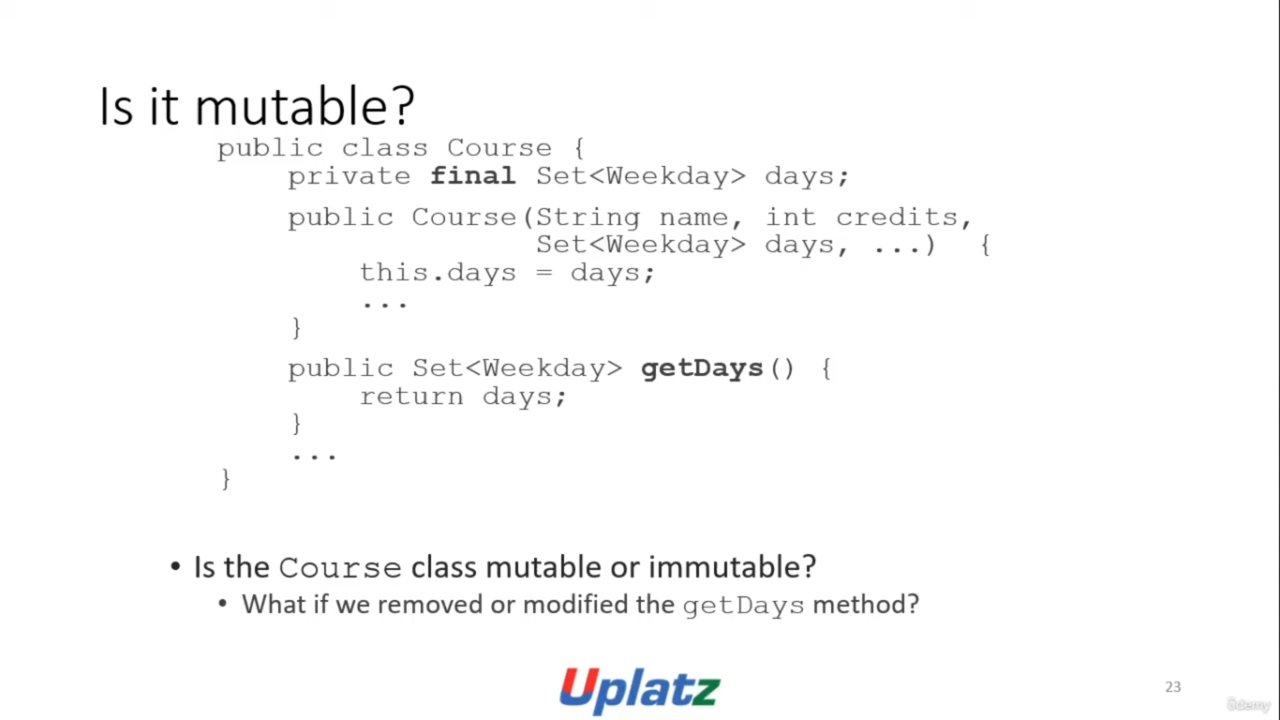 Is it mutable?
public class Course {
private final Set<Weekday> days;
public Course(String name, int credits,
Set<Weekday> days, ...) {
this.days = days;
...
}
public Set<Weekday> getDays() {
return days;
}
...
}
• Is the Course class mutable or immutable?
• What if we removed or modified the getDays method?
Uplatz
23
ûdemy